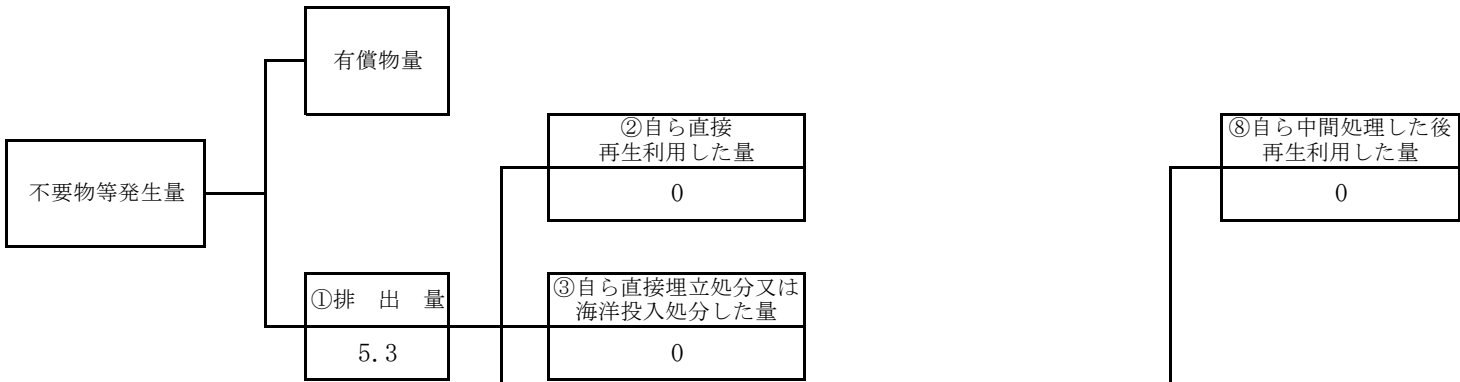 有償物量
②自ら直接
再生利用した量
0
⑧自ら中間処理した後
再生利用した量
0
不要物等発生量
①排 出 量
5.3
③自ら直接埋立処分又は
海洋投入処分した量
0